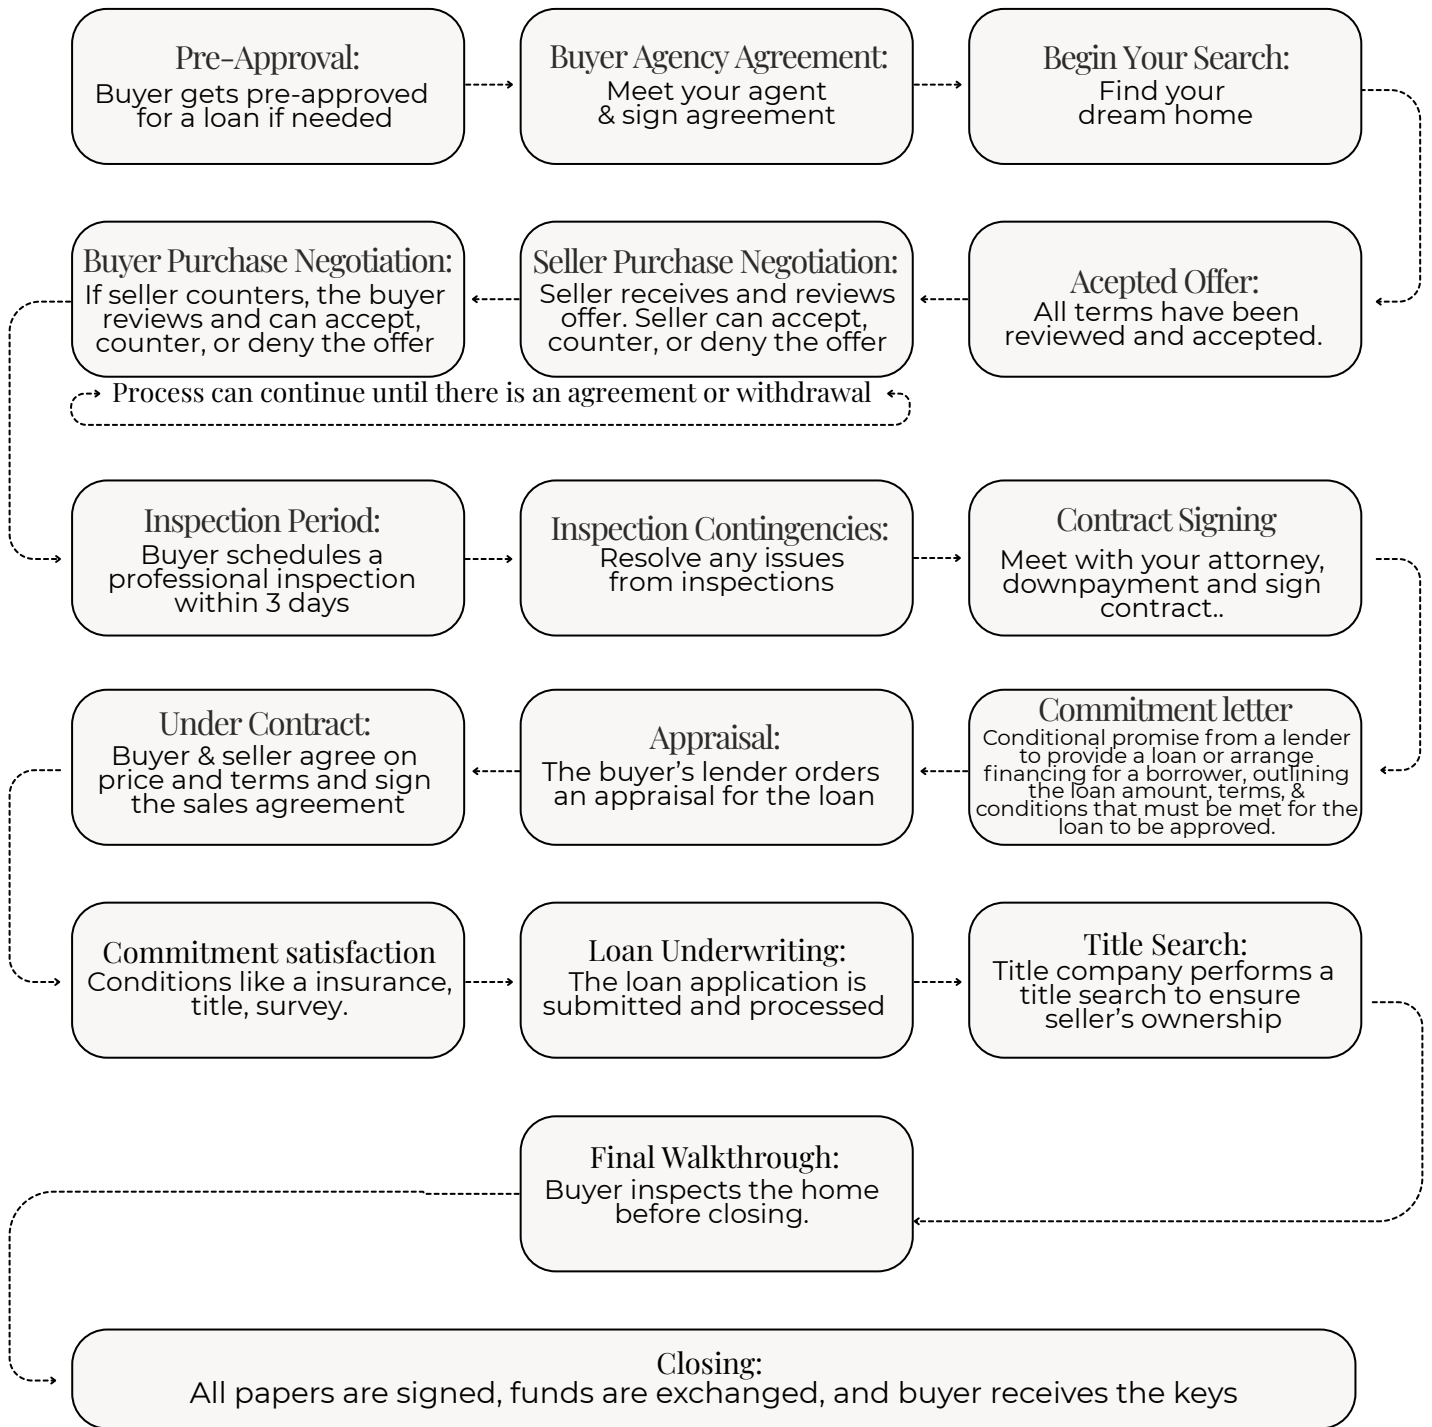 Pre-Approval:
Buyer gets pre-approved
for a loan if needed
Buyer Agency Agreement:
Meet your agent
& sign agreement
Begin Your Search:
Find your
dream home
Acepted Offer:
All terms have been
reviewed and accepted.
Seller Purchase Negotiation:
Seller receives and reviews
offer. Seller can accept,
counter, or deny the offer
Buyer Purchase Negotiation:
If seller counters, the buyer
reviews and can accept,
counter, or deny the offer
Process can continue until there is an agreement or withdrawal
Inspection Period:
Buyer schedules a
professional inspection
within 3 days
Inspection Contingencies:
Resolve any issues
from inspections
Contract Signing
Meet with your attorney,
downpayment and sign
contract..
Commitment letter
Conditional promise from a lender
to provide a loan or arrange
financing for a borrower, outlining
the loan amount, terms, &
conditions that must be met for the
loan to be approved.
Appraisal:
The buyer’s lender orders
an appraisal for the loan
Under Contract:
Buyer & seller agree on
price and terms and sign
the sales agreement
Commitment satisfaction
Conditions like a insurance,
title, survey.
Loan Underwriting:
The loan application is
submitted and processed
Title Search:
Title company performs a
title search to ensure
seller’s ownership
Final Walkthrough:
Buyer inspects the home
before closing.
Closing:
All papers are signed, funds are exchanged, and buyer receives the keys